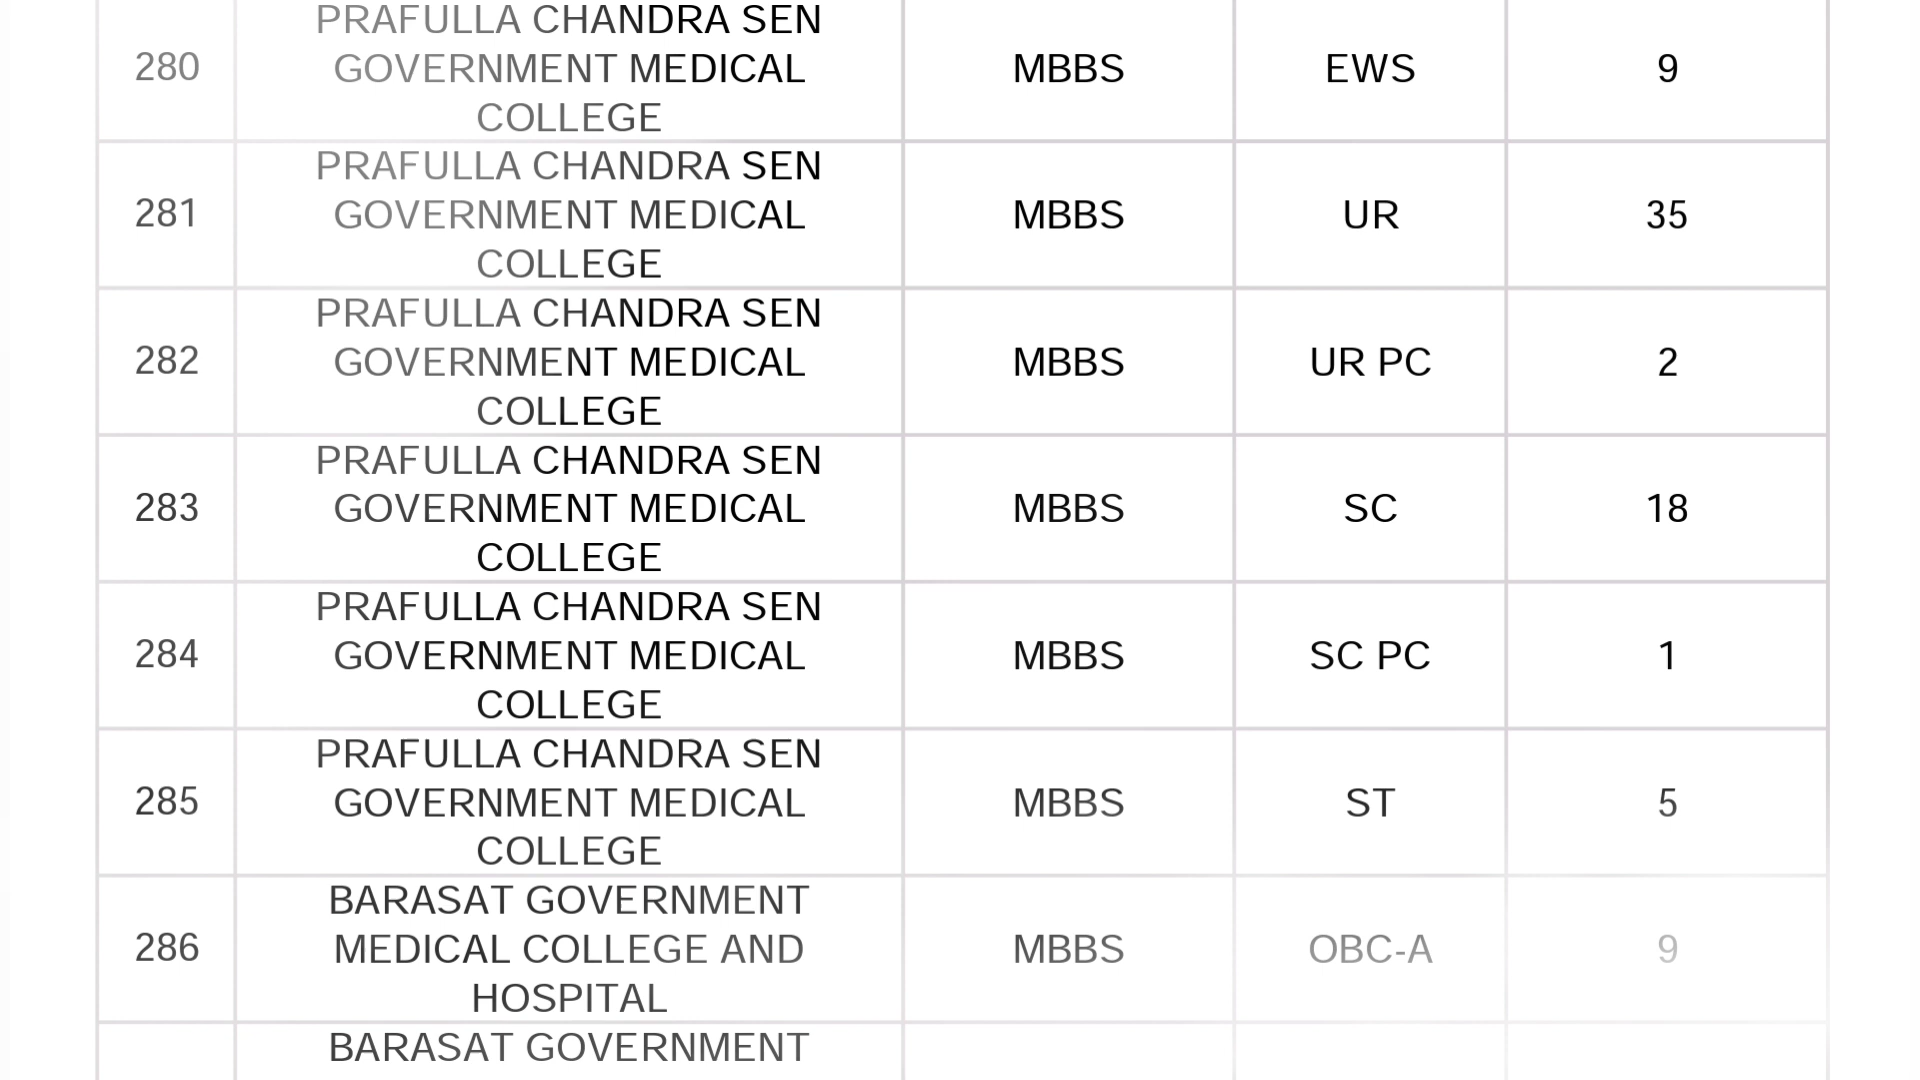 PRAFULLA CHANDRA SEN
280 GOVERNMENT MEDICAL MBBS EWS 9
COLLEGE
PRAFULLA CHANDRA SEN
281 GOVERNMENT MEDICAL MBBS UR 35
COLLEGE
PRAFULLA CHANDRA SEN
282 GOVERNMENT MEDICAL MBBS UR PC 2
COLLEGE
PRAFULLA CHANDRA SEN
283 GOVERNMENT MEDICAL MBBS SC 18
COLLEGE
PRAFULLA CHANDRA SEN
284 GOVERNMENT MEDICAL MBBS SC PC 1
COLLEGE
PRAFULLA CHANDRA SEN
285 GOVERNMENT MEDICAL MBBS ST 5
COLLEGE
BARASAT GOVERNMENT
286 MEDICAL COLLEGE AND MBBS OBC-A 9
HOSPITAL
BARASAT GOVERNMENT